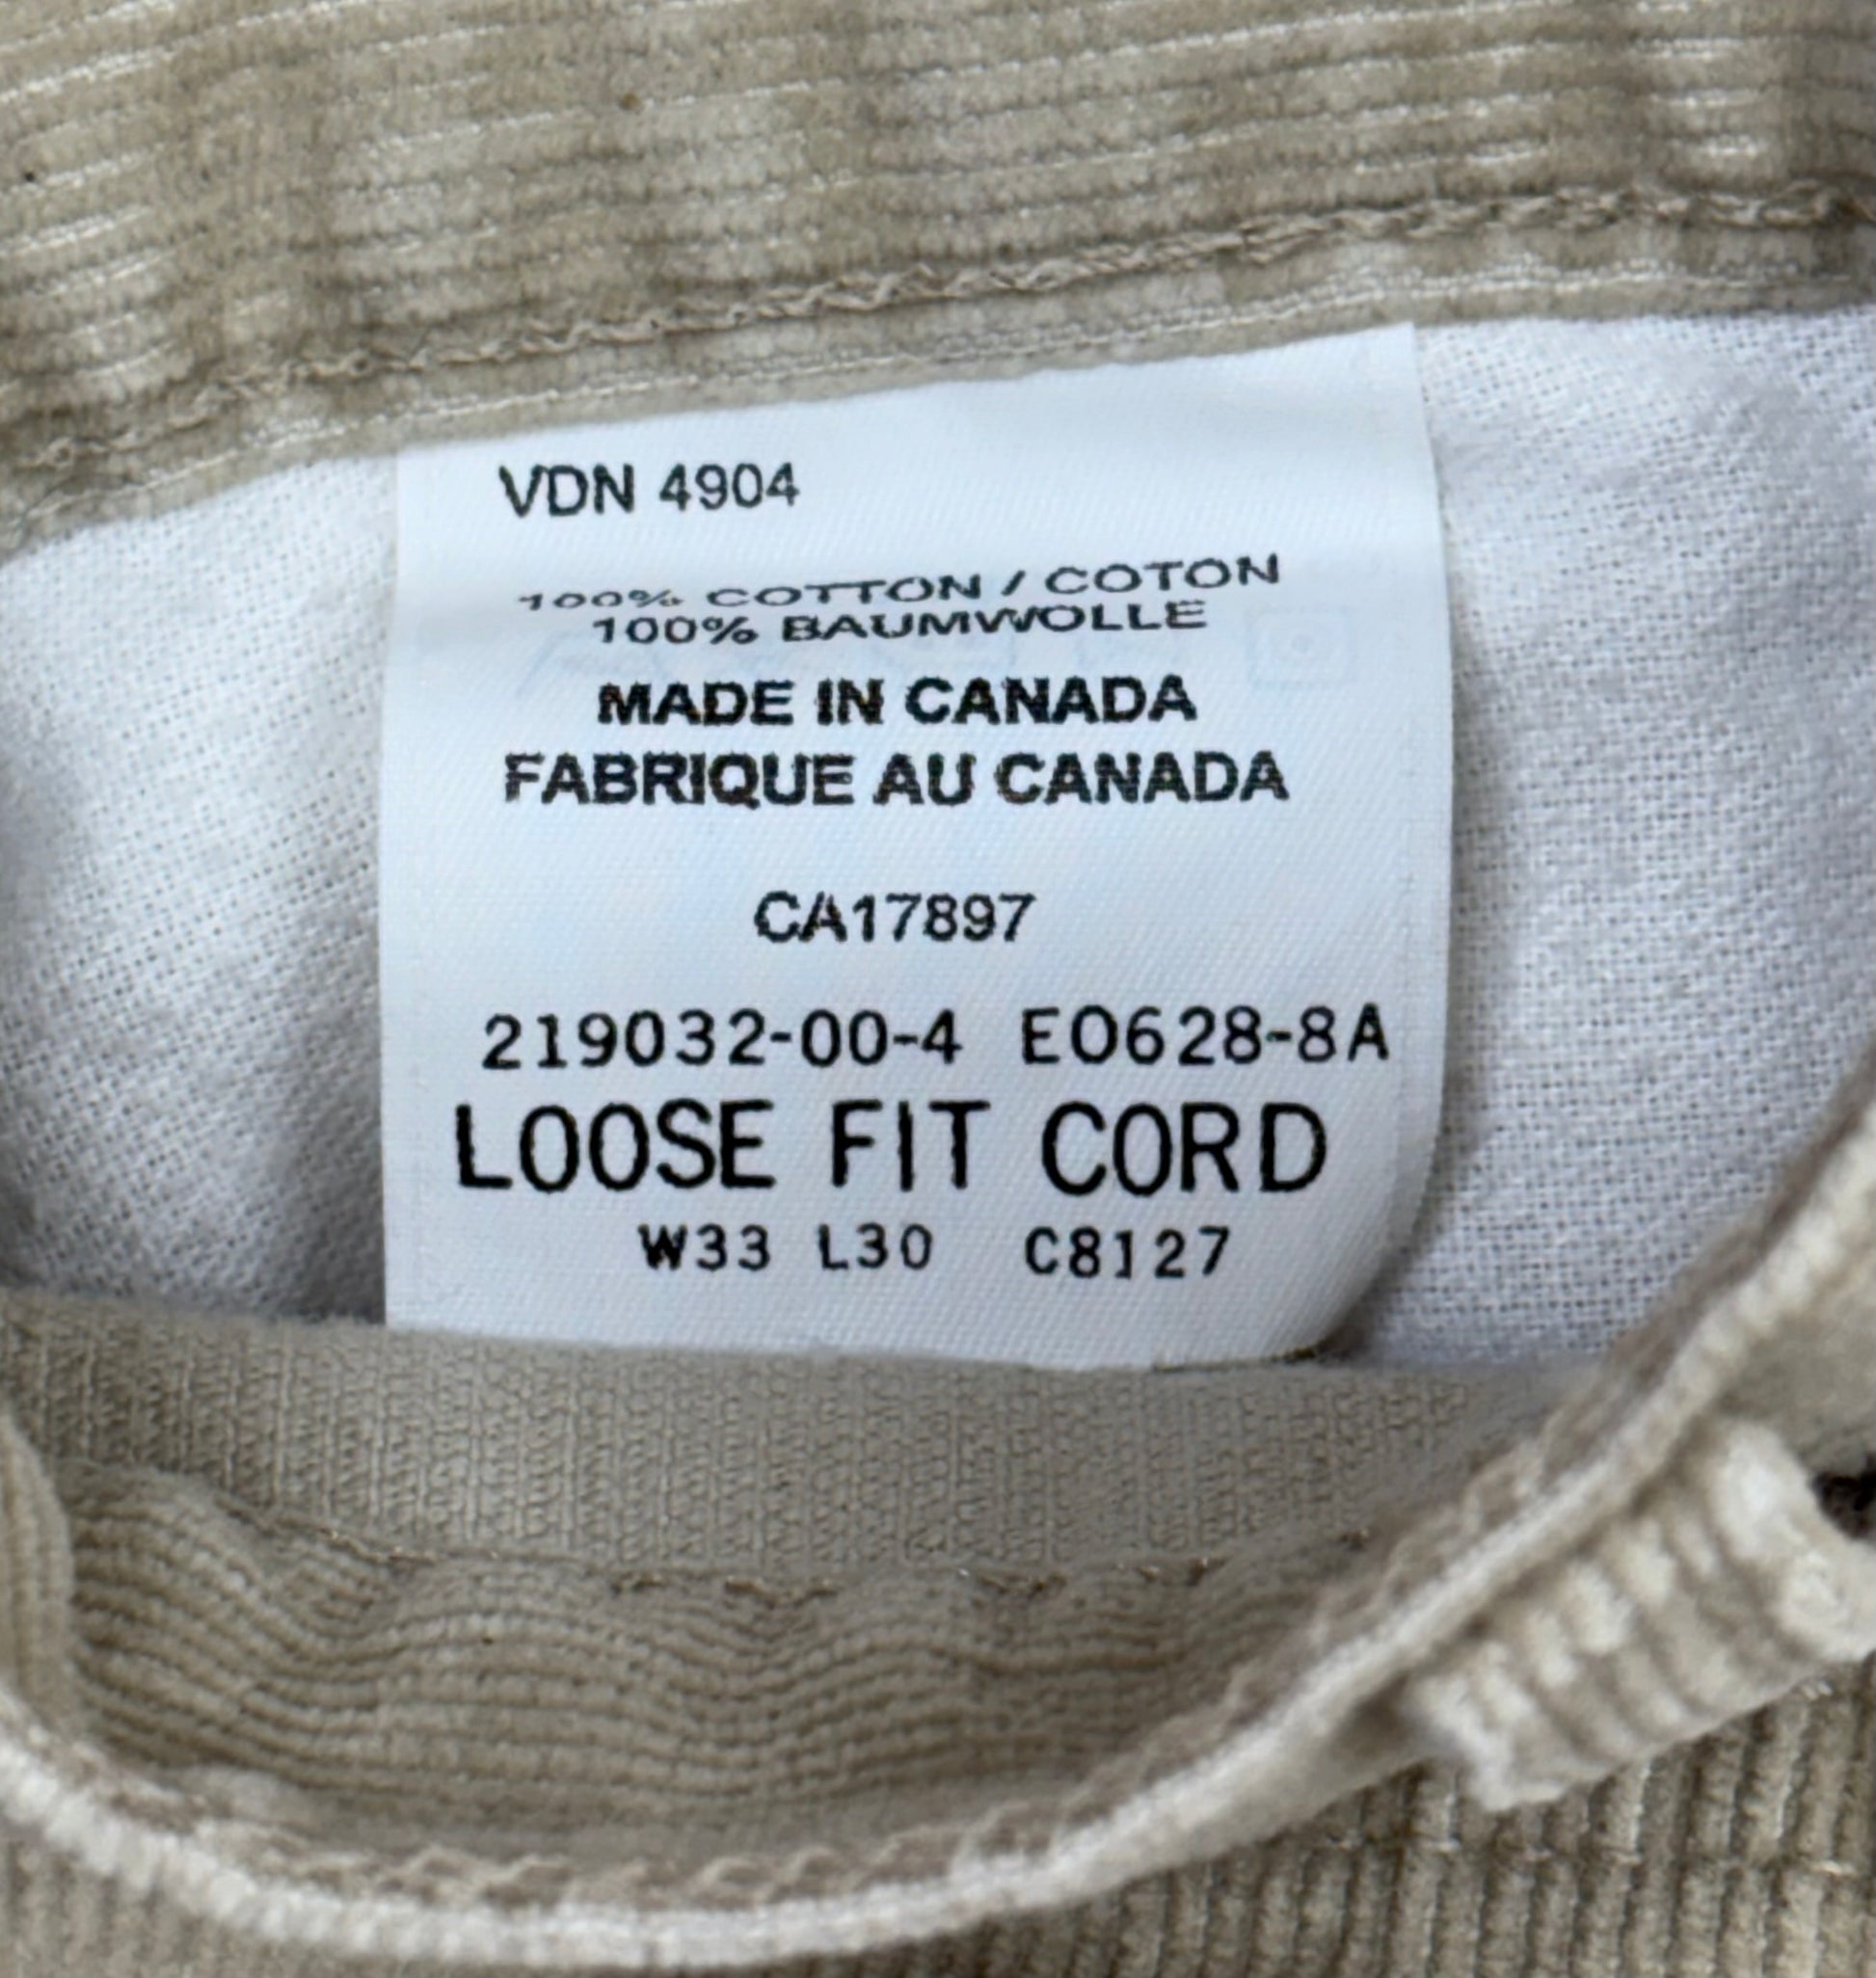 VDN 4904
100% COTTON / COTON
100% BAUMWOLLE
MADE IN CANADA
FABRIQUE AU CANADA
CA17897
219032-00-4 E0628-8A
LOOSE FIT CORD
W33 L30 C8127